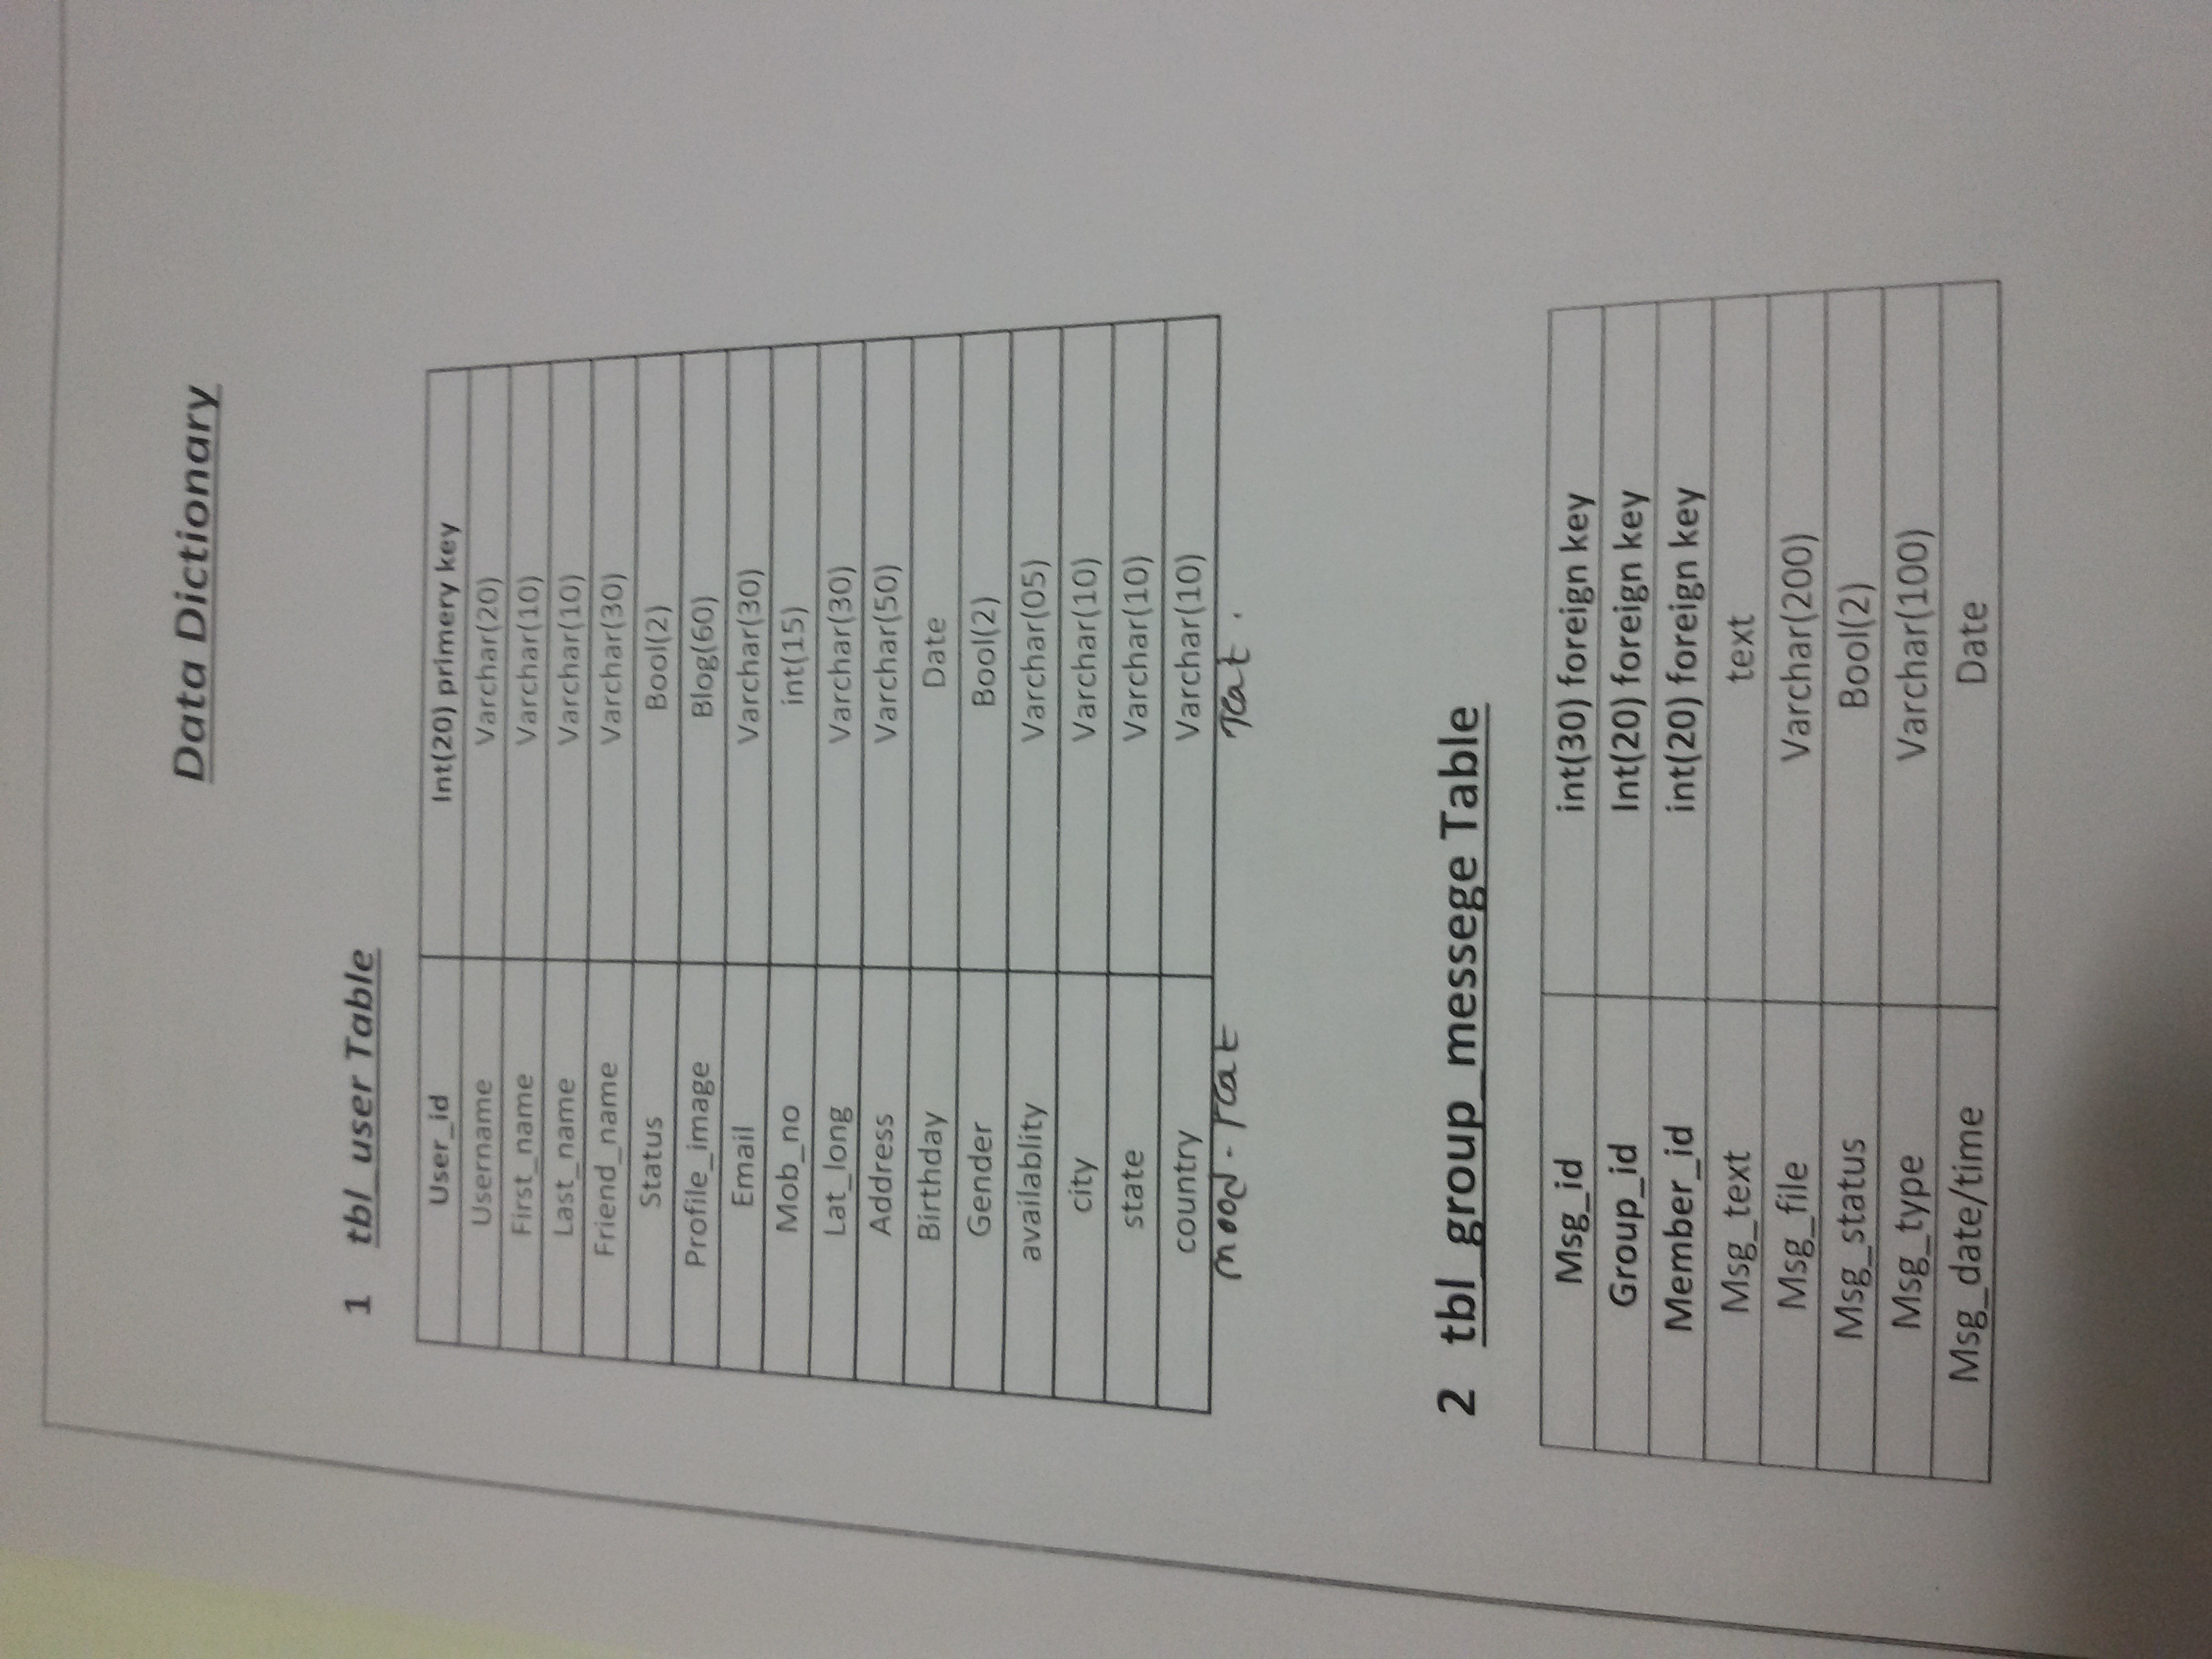 Data Dictionary
1 tbl_user Table
User_id Int(20) primery key
Username Varchar(20)
First_name Varchar(10)
Last_name Varchar(10)
Friend_name Varchar(30)
Status Bool(2)
Profile_image Blog(60)
Email Varchar(30)
Mob_no int(15)
Lat_long Varchar(30)
Address Varchar(50)
Birthday Date
Gender Bool(2)
availablity Varchar(05)
city Varchar(10)
state Varchar(10)
country Varchar(10)
mood-
2 tbl_group_messege Table
Msg_id int(30) foreign key
Group_id Int(20) foreign key
Member_id int(20) foreign key
Msg_text text
Msg_file Varchar(200)
Msg_status Bool(2)
Msg_type Varchar(100)
Msg_date/time Date